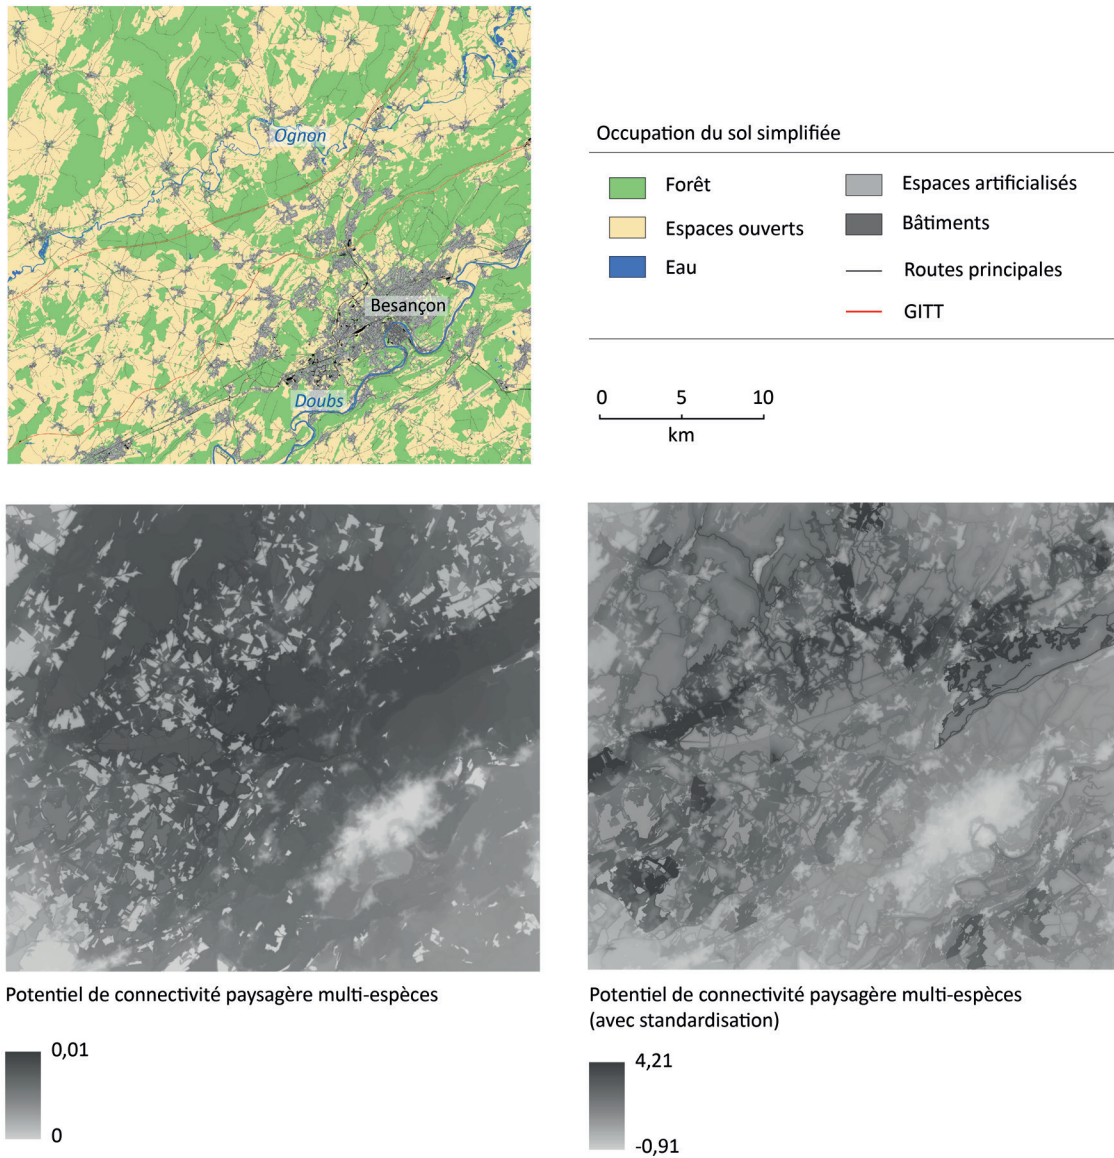 Ognon
Besançon
Doubs
Occupation du sol simplifiée
Forêt
Espaces ouverts
Eau
Espaces artificialisés
Bâtiments
Routes principales
GITT
0 5 10
km
Potentiel de connectivité paysagère multi-espèces
0,01
0
Potentiel de connectivité paysagère multi-espèces
(avec standardisation)
4,21
-0,91